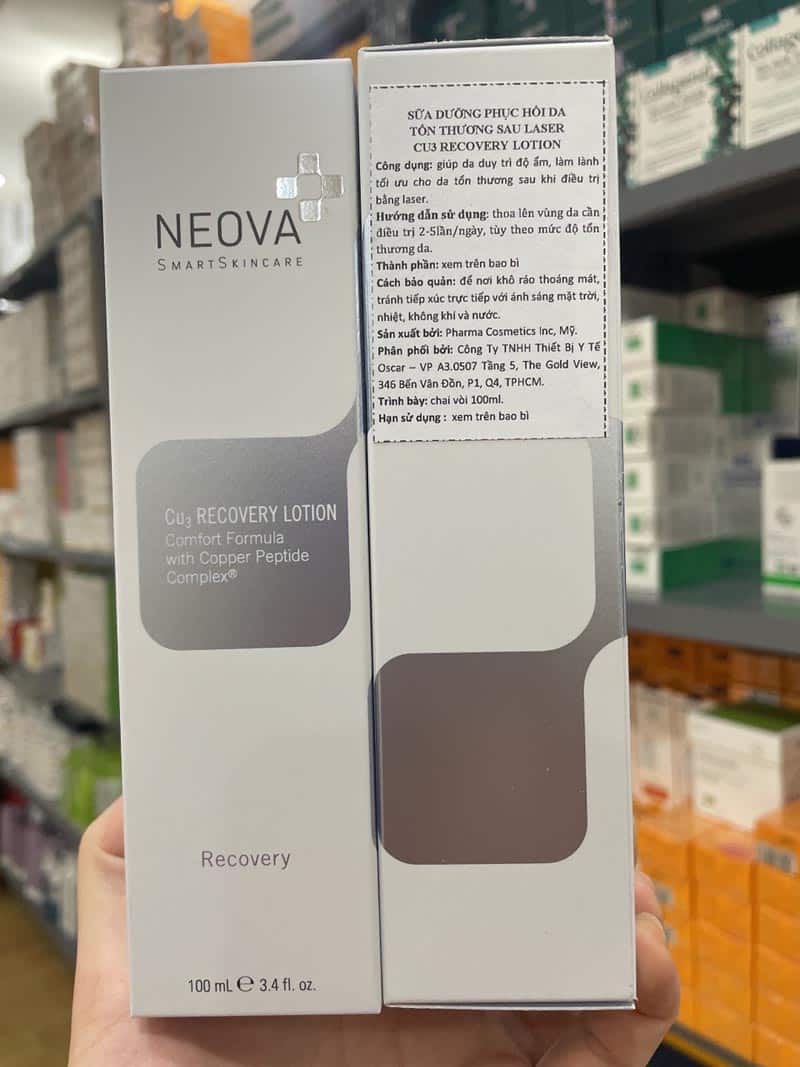 NEOVA
SMARTSKINCARE
Cu₃ RECOVERY LOTION
Comfort Formula
with Copper Peptide
Complex®
Recovery
100 mL ℮ 3.4 fl. oz.
SỮA DƯỠNG PHỤC HỒI DA
TỔN THƯƠNG SAU LASER
CU3 RECOVERY LOTION
Công dụng: giúp da duy trì độ ẩm, làm lành
tối ưu cho da tổn thương sau khi điều trị
bằng laser.
Hướng dẫn sử dụng: thoa lên vùng da cần
điều trị 2-5lần/ngày, tùy theo mức độ tổn
thương da.
Thành phần: xem trên bao bì
Cách bảo quản: để nơi khô ráo thoáng mát,
tránh tiếp xúc trực tiếp với ánh sáng mặt trời,
nhiệt, không khí và nước.
Sản xuất bởi: Pharma Cosmetics Inc, Mỹ.
Phân phối bởi: Công Ty TNHH Thiết Bị Y Tế
Oscar – VP A3.0507 Tầng 5, The Gold View,
346 Bến Vân Đồn, P1, Q4, TPHCM.
Trình bày: chai vòi 100ml.
Hạn sử dụng : xem trên bao bì